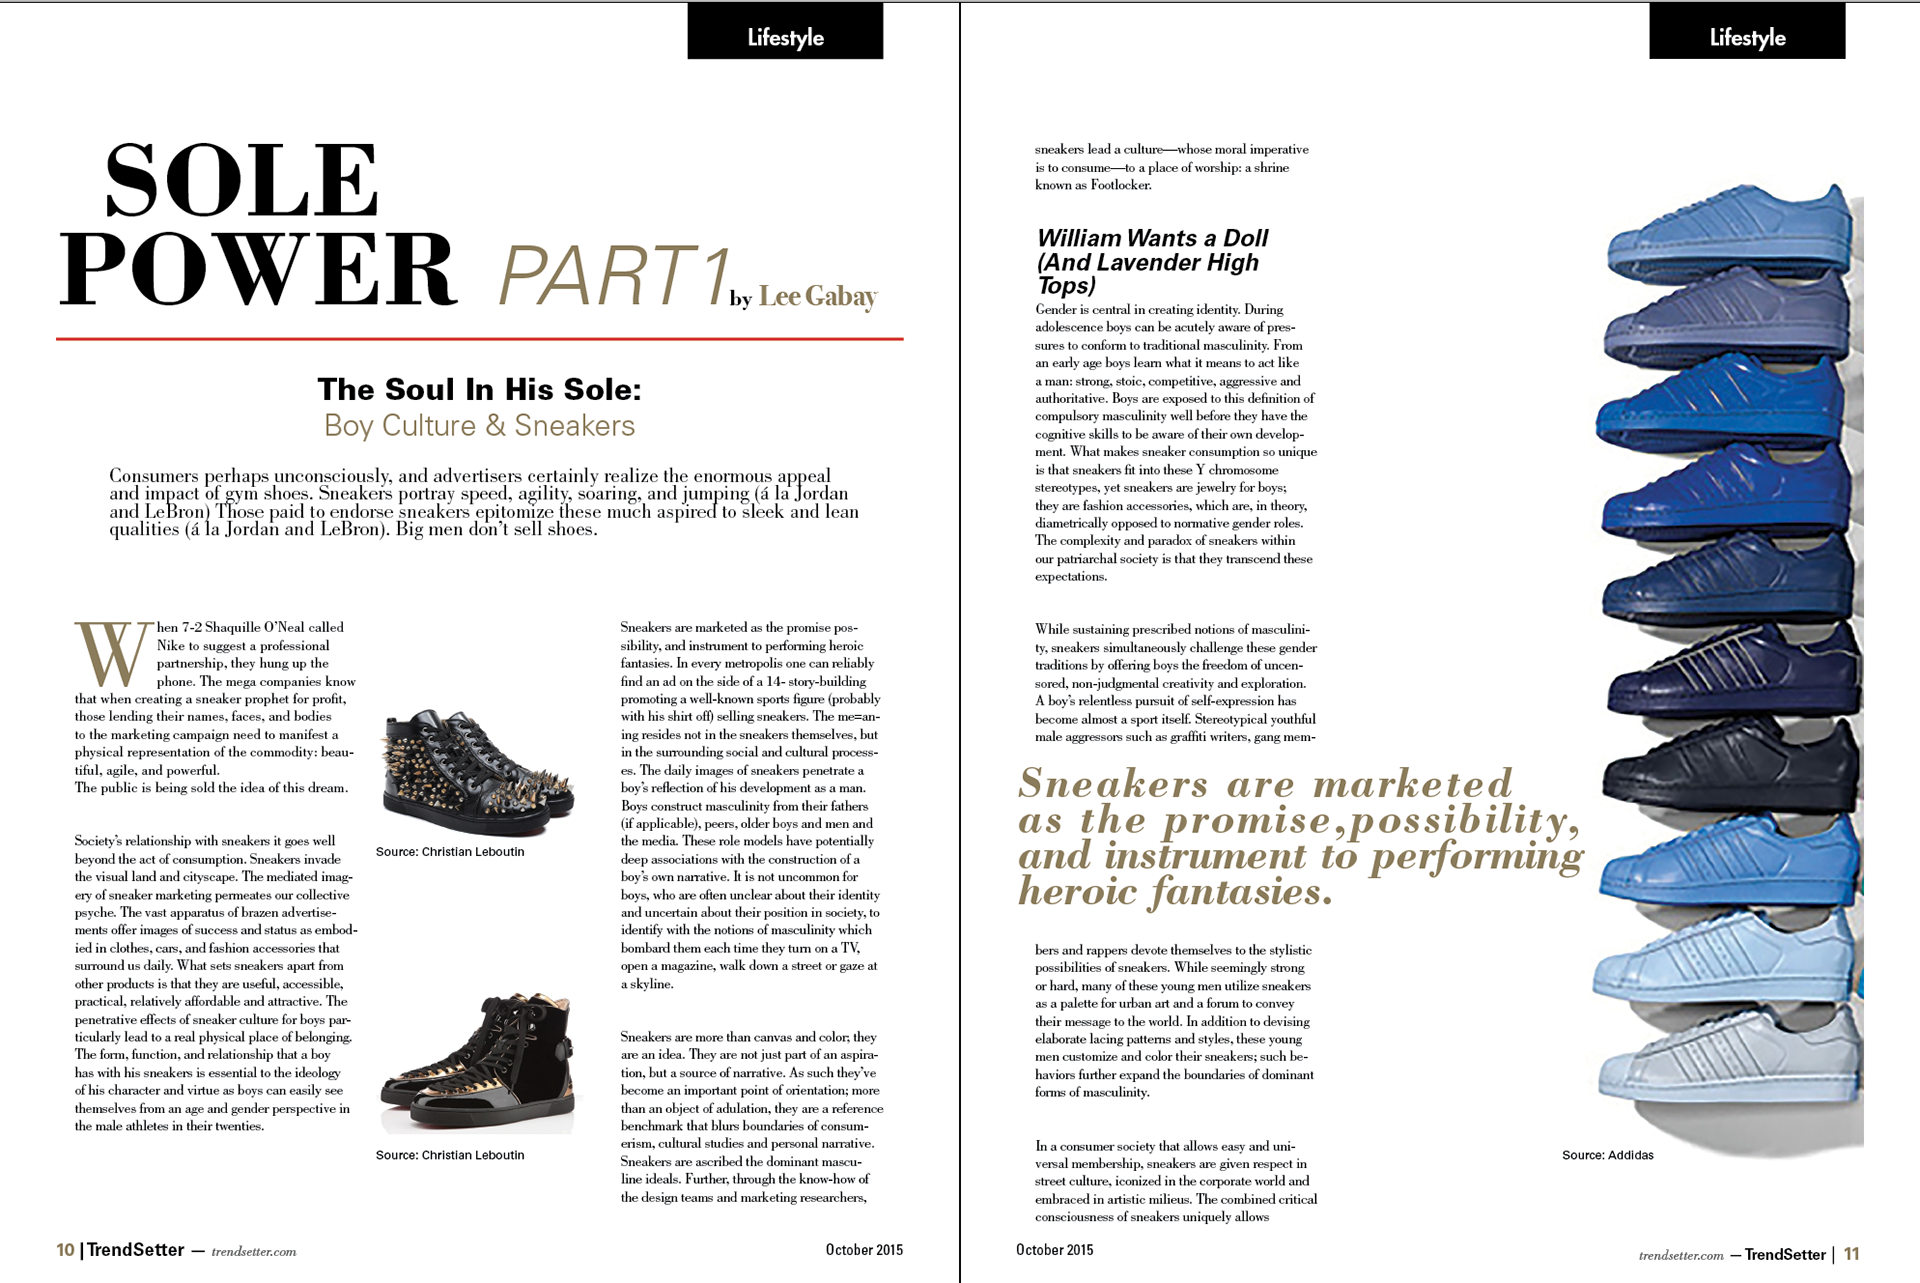 Lifestyle
SOLE
POWER PART1 by Lee Gabay
The Soul In His Sole:
Boy Culture & Sneakers
Consumers perhaps unconsciously, and advertisers certainly realize the enormous appeal
and impact of gym shoes. Sneakers portray speed, agility, soaring, and jumping (á la Jordan
and LeBron) Those paid to endorse sneakers epitomize these much aspired to sleek and lean
qualities (á la Jordan and LeBron). Big men don't sell shoes.
When 7-2 Shaquille O'Neal called
Nike to suggest a professional
partnership, they hung up the
phone. The mega companies know
that when creating a sneaker prophet for profit,
those lending their names, faces, and bodies
to the marketing campaign need to manifest a
physical representation of the commodity: beau-
tiful, agile, and powerful.
The public is being sold the idea of this dream.
Society's relationship with sneakers it goes well
beyond the act of consumption. Sneakers invade
the visual land and cityscape. The mediated imag-
ery of sneaker marketing permeates our collective
psyche. The vast apparatus of brazen advertise-
ments offer images of success and status as embod-
ied in clothes, cars, and fashion accessories that
surround us daily. What sets sneakers apart from
other products is that they are useful, accessible,
practical, relatively affordable and attractive. The
penetrative effects of sneaker culture for boys par-
ticularly lead to a real physical place of belonging.
The form, function, and relationship that a boy
has with his sneakers is essential to the ideology
of his character and virtue as boys can easily see
themselves from an age and gender perspective in
the male athletes in their twenties.
Source: Christian Leboutin
Source: Christian Leboutin
Sneakers are marketed as the promise pos-
sibility, and instrument to performing heroic
fantasies. In every metropolis one can reliably
find an ad on the side of a 14- story-building
promoting a well-known sports figure (probably
with his shirt off) selling sneakers. The me=an-
ing resides not in the sneakers themselves, but
in the surrounding social and cultural process-
es. The daily images of sneakers penetrate a
boy's reflection of his development as a man.
Boys construct masculinity from their fathers
(if applicable), peers, older boys and men and
the media. These role models have potentially
deep associations with the construction of a
boy's own narrative. It is not uncommon for
boys, who are often unclear about their identity
and uncertain about their position in society, to
identify with the notions of masculinity which
bombard them each time they turn on a TV,
open a magazine, walk down a street or gaze at
a skyline.
Sneakers are more than canvas and color; they
are an idea. They are not just part of an aspira-
tion, but a source of narrative. As such they've
become an important point of orientation; more
than an object of adulation, they are a reference
benchmark that blurs boundaries of consum-
erism, cultural studies and personal narrative.
Sneakers are ascribed the dominant mascu-
line ideals. Further, through the know-how of
the design teams and marketing researchers,
10 | TrendSetter — trendsetter.com
October 2015
Lifestyle
sneakers lead a culture—whose moral imperative
is to consume—to a place of worship: a shrine
known as Footlocker.
William Wants a Doll
(And Lavender High
Tops)
Gender is central in creating identity. During
adolescence boys can be acutely aware of pres-
sures to conform to traditional masculinity. From
an early age boys learn what it means to act like
a man: strong, stoic, competitive, aggressive and
authoritative. Boys are exposed to this definition of
compulsory masculinity well before they have the
cognitive skills to be aware of their own develop-
ment. What makes sneaker consumption so unique
is that sneakers fit into these Y chromosome
stereotypes, yet sneakers are jewelry for boys;
they are fashion accessories, which are, in theory,
diametrically opposed to normative gender roles.
The complexity and paradox of sneakers within
our patriarchal society is that they transcend these
expectations.
While sustaining prescribed notions of masculini-
ty, sneakers simultaneously challenge these gender
traditions by offering boys the freedom of uncen-
sored, non-judgmental creativity and exploration.
A boy's relentless pursuit of self-expression has
become almost a sport itself. Stereotypical youthful
male aggressors such as graffiti writers, gang mem-
Sneakers are marketed
as the promise,possibility,
and instrument to performing
heroic fantasies.
bers and rappers devote themselves to the stylistic
possibilities of sneakers. While seemingly strong
or hard, many of these young men utilize sneakers
as a palette for urban art and a forum to convey
their message to the world. In addition to devising
elaborate lacing patterns and styles, these young
men customize and color their sneakers; such be-
haviors further expand the boundaries of dominant
forms of masculinity.
In a consumer society that allows easy and uni-
versal membership, sneakers are given respect in
street culture, iconized in the corporate world and
embraced in artistic milieus. The combined critical
consciousness of sneakers uniquely allows
Source: Addidas
October 2015
trendsetter.com — TrendSetter | 11